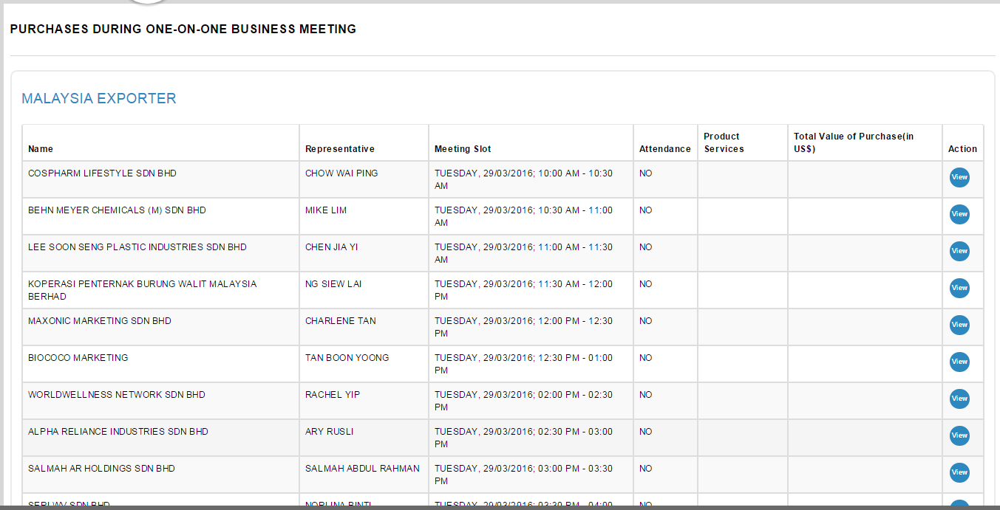 PURCHASES DURING ONE-ON-ONE BUSINESS MEETING
MALAYSIA EXPORTER
Name Representative Meeting Slot Attendance Product Services Total Value of Purchase(in US$) Action
COSPHARM LIFESTYLE SDN BHD CHOW WAI PING TUESDAY, 29/03/2016; 10:00 AM - 10:30 NO View
AM
BEHN MEYER CHEMICALS (M) SDN BHD MIKE LIM TUESDAY, 29/03/2016; 10:30 AM - 11:00 NO View
AM
LEE SOON SENG PLASTIC INDUSTRIES SDN BHD CHEN JIA YI TUESDAY, 29/03/2016; 11:00 AM - 11:30 NO View
AM
KOPERASI PENTERNAK BURUNG WALIT MALAYSIA NG SIEW LAI TUESDAY, 29/03/2016; 11:30 AM - 12:00 NO View
BERHAD PM
MAXONIC MARKETING SDN BHD CHARLENE TAN TUESDAY, 29/03/2016; 12:00 PM - 12:30 NO View
PM
BIOCOCO MARKETING TAN BOON YOONG TUESDAY, 29/03/2016; 12:30 PM - 01:00 NO View
PM
WORLDWELLNESS NETWORK SDN BHD RACHEL YIP TUESDAY, 29/03/2016; 02:00 PM - 02:30 NO View
PM
ALPHA RELIANCE INDUSTRIES SDN BHD ARY RUSLI TUESDAY, 29/03/2016; 02:30 PM - 03:00 NO View
PM
SALMAH AR HOLDINGS SDN BHD SALMAH ABDUL RAHMAN TUESDAY, 29/03/2016; 03:00 PM - 03:30 NO View
PM
SDN BHD NORLINA BINTI TUESDAY, 29/03/2016; 03:30 PM - 04:00 NO